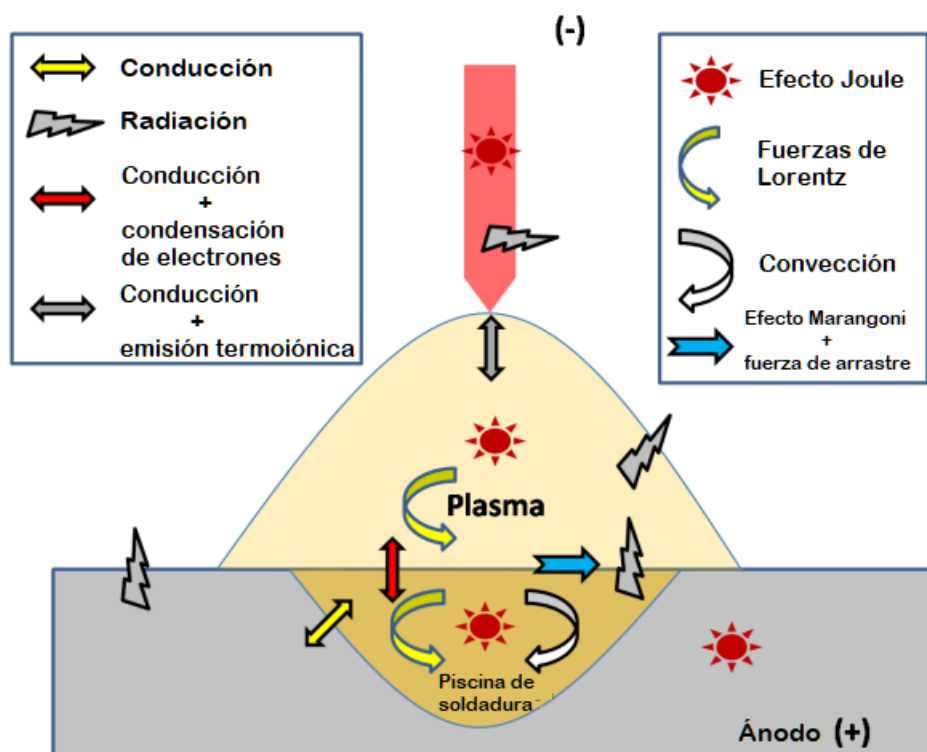 (-)
Conducción
Radiación
Conducción
+
condensación
de electrones
Conducción
+
emisión termoiónica
Efecto Joule
Fuerzas de
Lorentz
Convección
Efecto Marangoni
+
fuerza de arrastre
Plasma
Piscina de
soldadura
Ánodo (+)